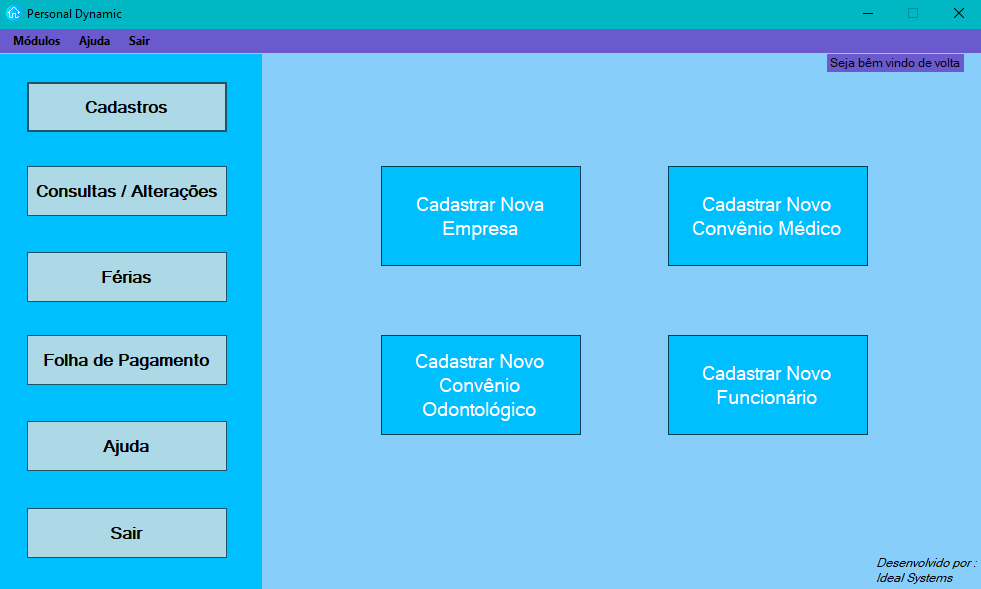 Personal Dynamic
Módulos Ajuda Sair
Seja bêm vindo de volta
Cadastros
Consultas / Alterações
Férias
Folha de Pagamento
Ajuda
Sair
Cadastrar Nova
Empresa
Cadastrar Novo
Convênio Médico
Cadastrar Novo
Convênio
Odontológico
Cadastrar Novo
Funcionário
Desenvolvido por :
Ideal Systems